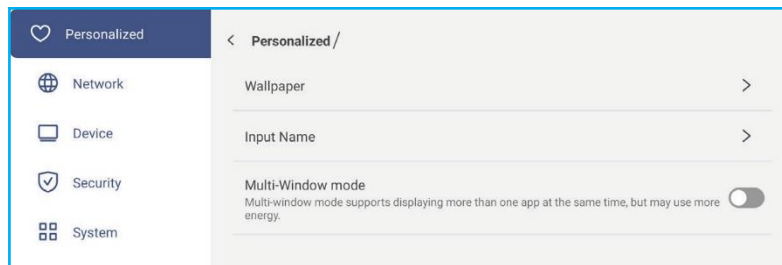 Personalized
Network
Device
Security
System
< Personalized /
Wallpaper >
Input Name >
Multi-Window mode
Multi-window mode supports displaying more than one app at the same time, but may use more
energy.